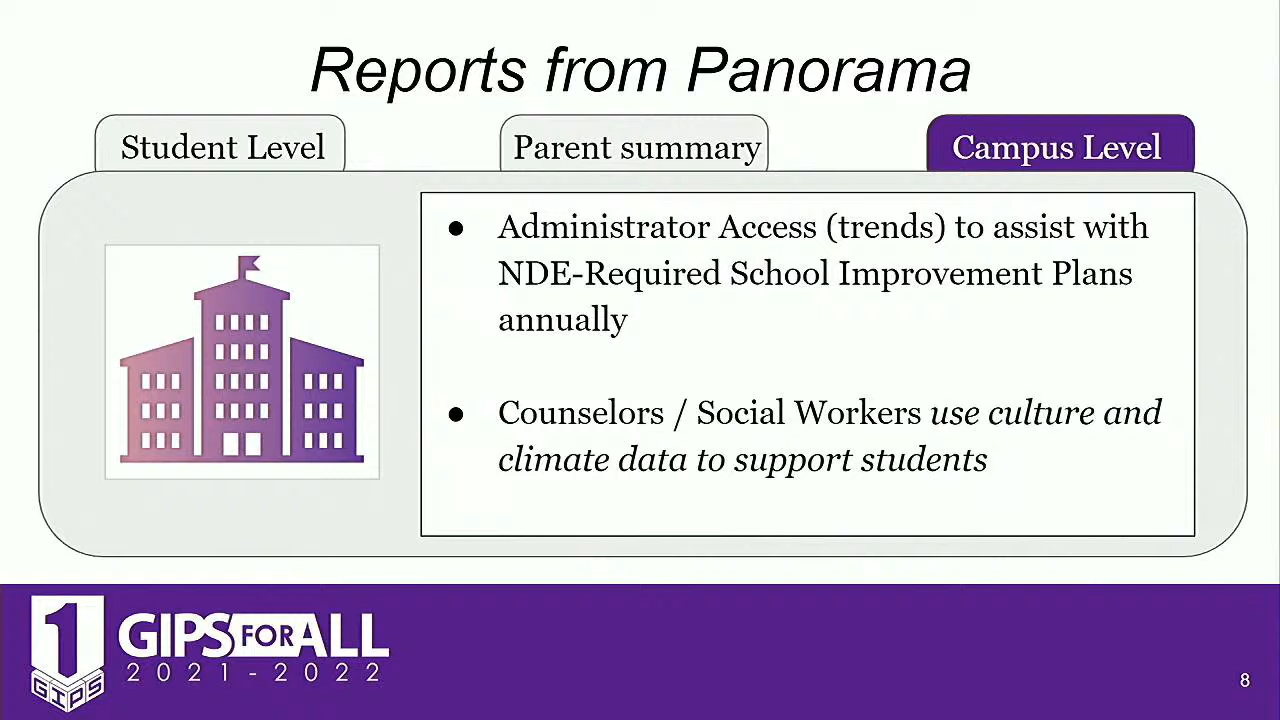 Reports from Panorama
Student Level
Parent summary
Campus Level
● Administrator Access (trends) to assist with
NDE-Required School Improvement Plans
annually
● Counselors / Social Workers use culture and
climate data to support students
1
GIPS
GIPS FOR ALL
2021-2022
8